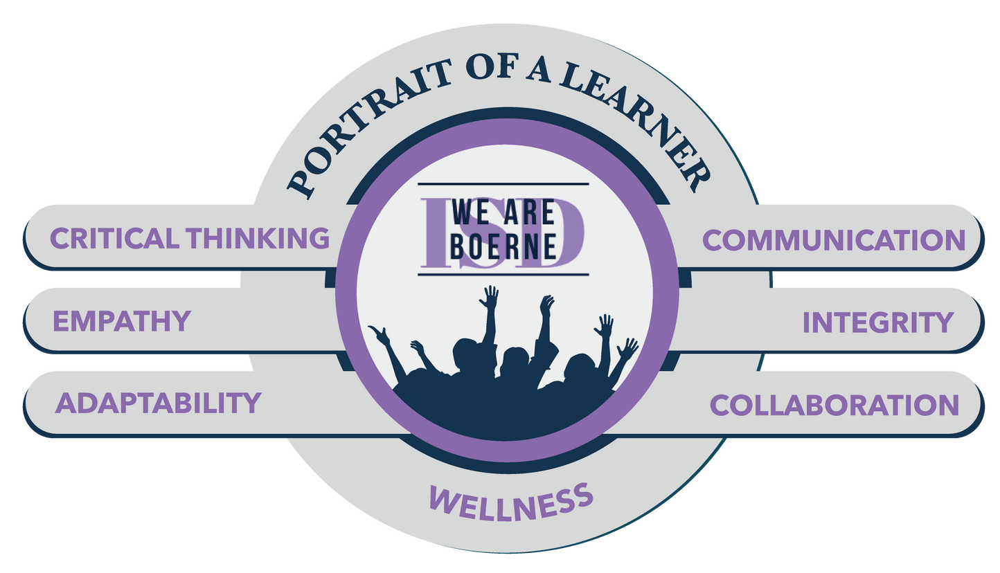 PORTRAIT OF A LEARNER
ISD
WE ARE
BOERNE
CRITICAL THINKING
COMMUNICATION
EMPATHY
INTEGRITY
ADAPTABILITY
COLLABORATION
WELLNESS